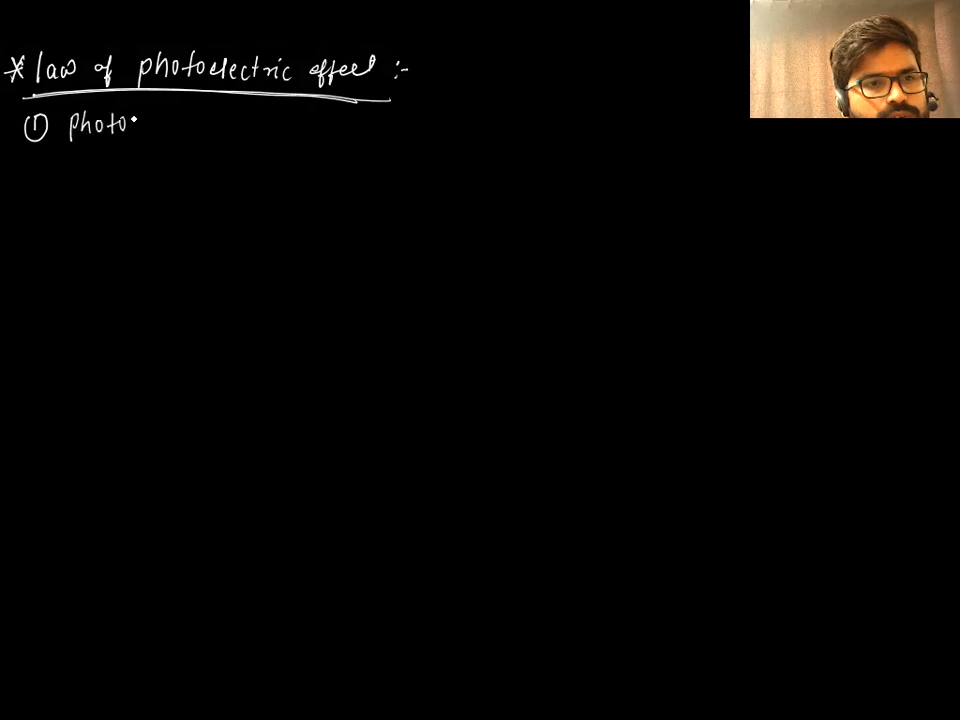 * law of photoelectric effect :-
① photo